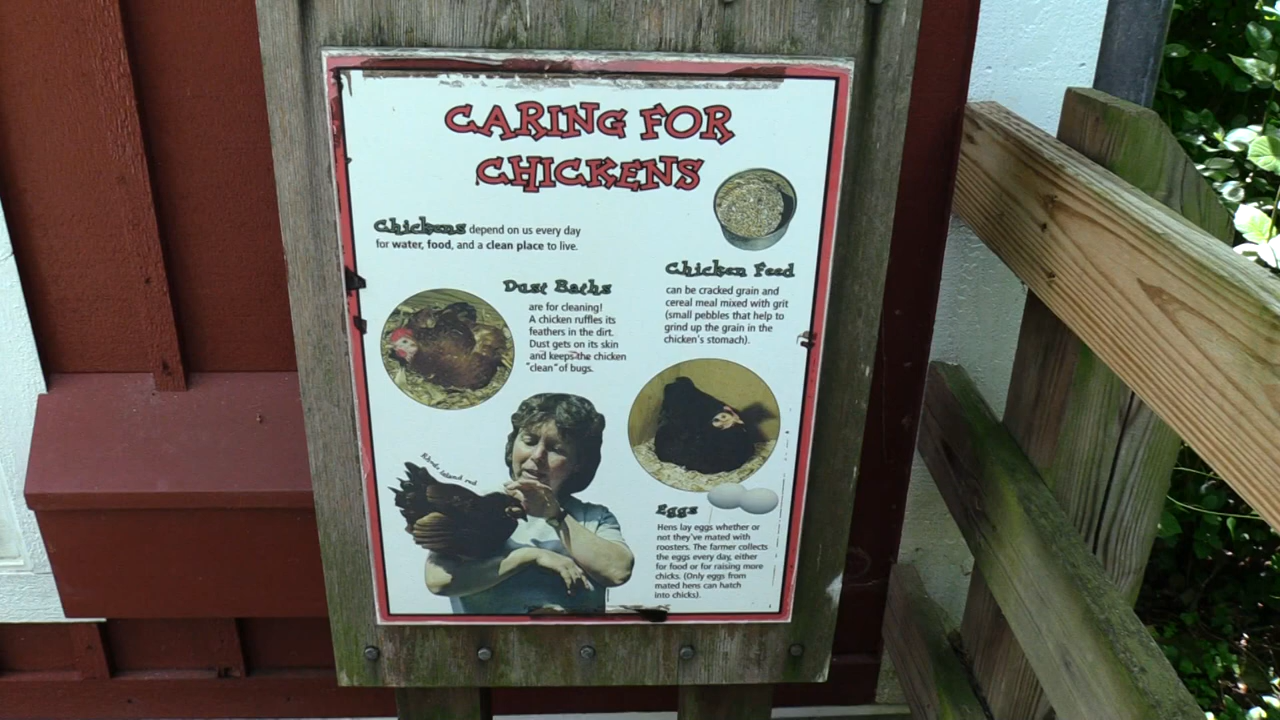 CARING FOR
CHICKENS
Chickens depend on us every day
for water, food, and a clean place to live.
Dust Baths
are for cleaning!
A chicken ruffles its
feathers in the dirt.
Dust gets on its skin
and keeps the chicken
"clean" of bugs.
Chicken Feed
can be cracked grain and
cereal meal mixed with grit
(small pebbles that help to
grind up the grain in the
chicken's stomach).
Rhode Island red
Eggs
Hens lay eggs whether or
not they've mated with
roosters. The farmer collects
the eggs every day, either
for food or for raising more
chicks. (Only eggs from
mated hens can hatch
into chicks).